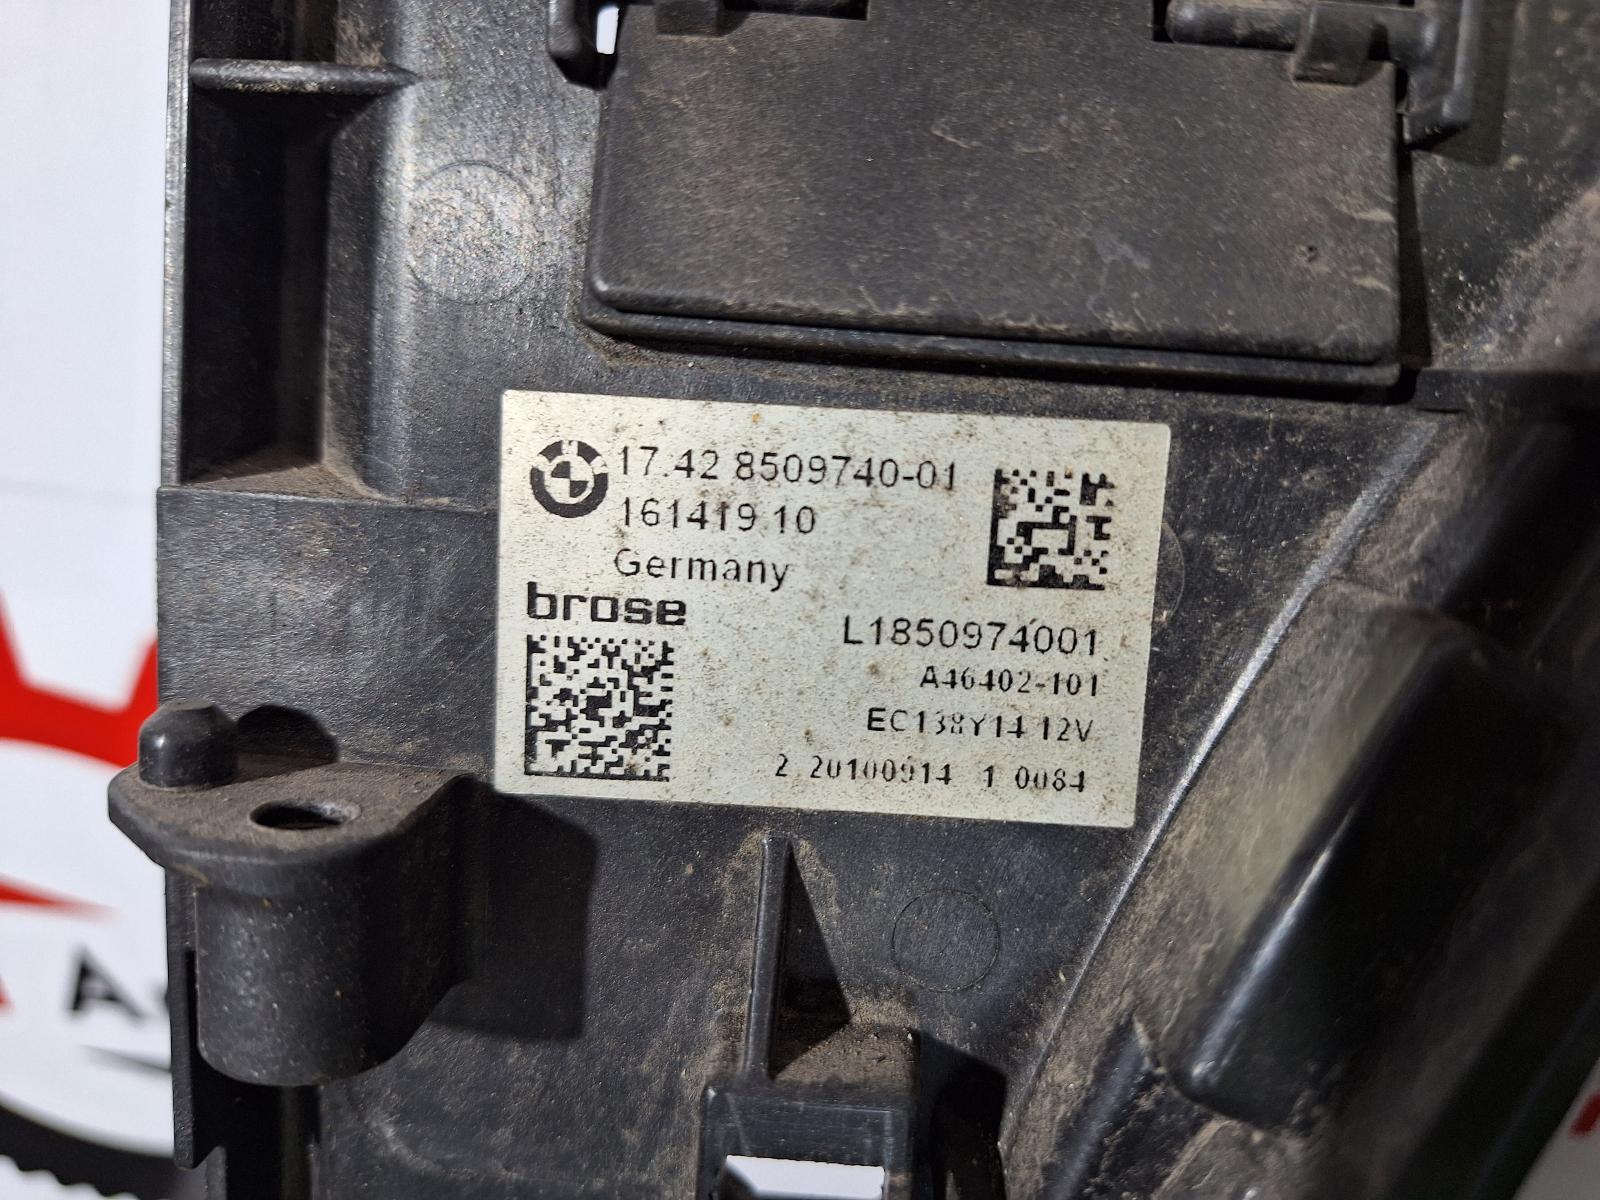 17.42 8509740-01
161419 10
Germany
brose
L1850974001
A46402-101
EC138Y14 12V
2 20100914 1 0084